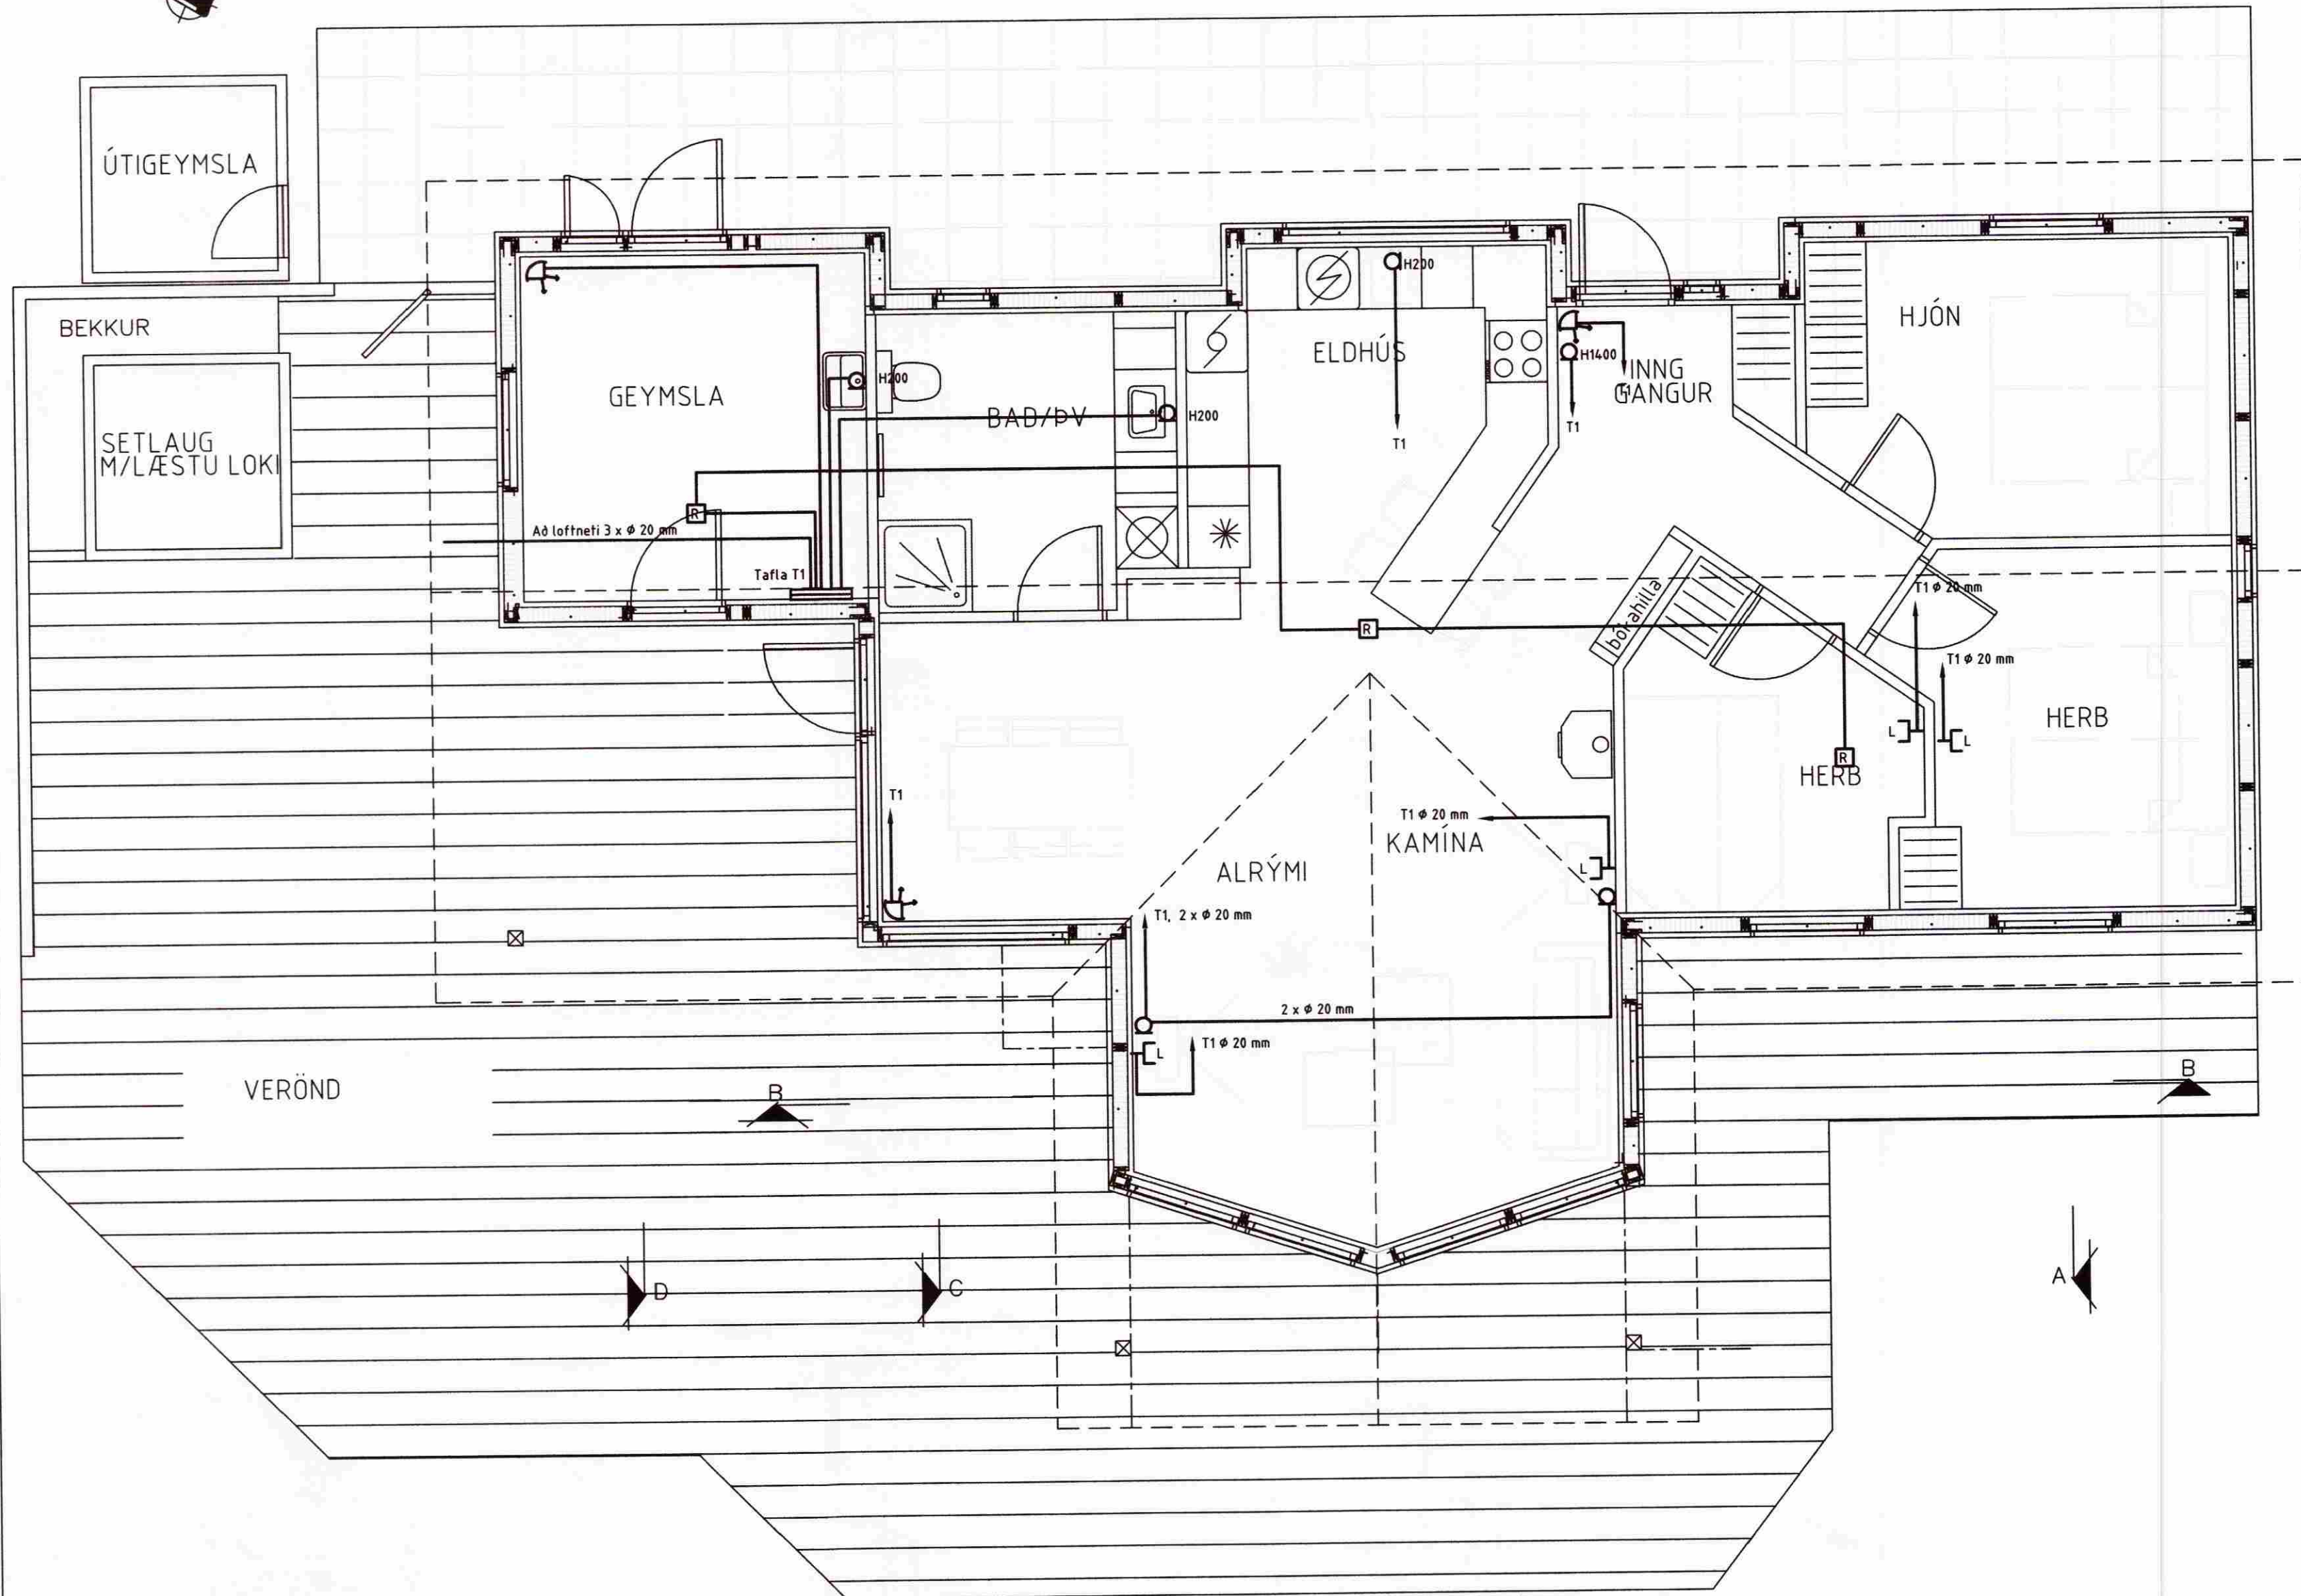 ÚTIGEYMSLA
BEKKUR
SETLAUG
M/LÆSTU LOKI
GEYMSLA
H200
BAÐ/ÞV
H200
ELDHÚS
H200
T1
H1400
T1
INNG
GANGUR
T1
HJÓN
R
Að loftneti 3 x ø 20 mm
Tafla T1
R
bókahilla
T1 ø 20 mm
T1 ø 20 mm
L
L
HERB
R
HERB
T1
T1 ø 20 mm
KAMÍNA
ALRÝMI
L
T1, 2 x ø 20 mm
2 x ø 20 mm
L
T1 ø 20 mm
VERÖND
B
B
D
C
A